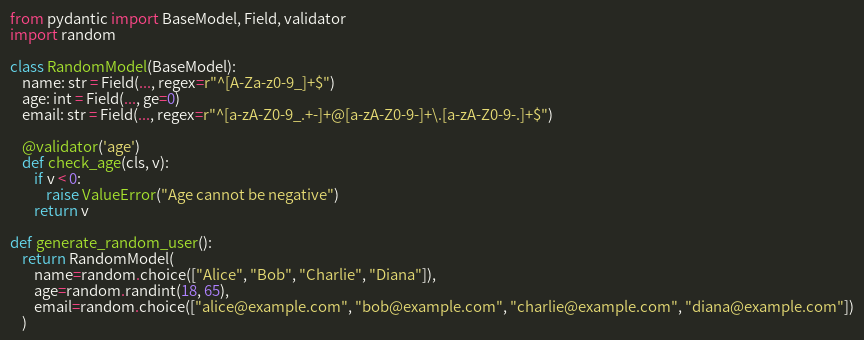 from pydantic import BaseModel, Field, validator
import random

class RandomModel(BaseModel):
    name: str = Field(..., regex=r"^[A-Za-z0-9_]+$")
    age: int = Field(..., ge=0)
    email: str = Field(..., regex=r"^[a-zA-Z0-9_.+-]+@[a-zA-Z0-9-]+\.[a-zA-Z0-9-.]+$")

    @validator('age')
    def check_age(cls, v):
        if v < 0:
            raise ValueError("Age cannot be negative")
        return v

def generate_random_user():
    return RandomModel(
        name=random.choice(["Alice", "Bob", "Charlie", "Diana"]),
        age=random.randint(18, 65),
        email=random.choice(["alice@example.com", "bob@example.com", "charlie@example.com", "diana@example.com"])
    )